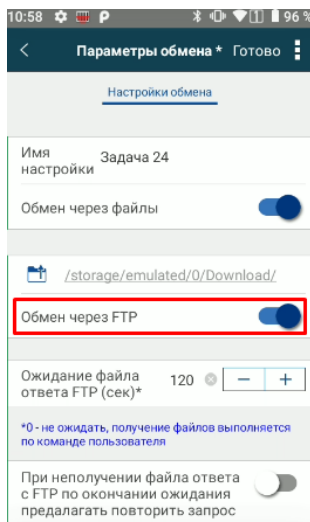 10:58 96 %
Параметры обмена * Готово
Настройки обмена
Имя
настройки Задача 24
Обмен через файлы
/storage/emulated/0/Download/
Обмен через FTP
Ожидание файла
ответа FTP (сек)* 120 − +
*0 - не ожидать, получение файлов выполняется
по команде пользователя
При неполучении файла ответа
с FTP по окончании ожидания
предалагать повторить запрос